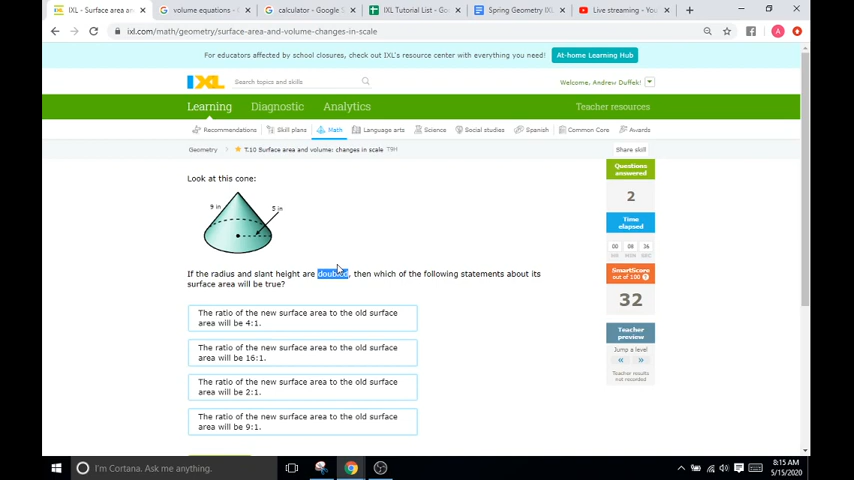 IXL - Surface area and
volume equations -
calculator - Google S
IXL Tutorial List - Go
Spring Geometry IXL
Live streaming - You
ixl.com/math/geometry/surface-area-and-volume-changes-in-scale
A
For educators affected by school closures, check out IXL's resource center with everything you need!
At-home Learning Hub
IXL
Search topics and skills
Welcome, Andrew Duffek!
Learning
Diagnostic
Analytics
Teacher resources
Recommendations
Skill plans
Math
Language arts
Science
Social studies
Spanish
Common Core
Awards
Geometry
T.10 Surface area and volume: changes in scale T9H
Share skill
Look at this cone:
9 in
5 in
If the radius and slant height are doubled, then which of the following statements about its
surface area will be true?
The ratio of the new surface area to the old surface
area will be 4:1.
The ratio of the new surface area to the old surface
area will be 16:1.
The ratio of the new surface area to the old surface
area will be 2:1.
The ratio of the new surface area to the old surface
area will be 9:1.
Questions
answered
2
Time
elapsed
00 08 36
HR MIN SEC
SmartScore
out of 100
32
Teacher
preview
Jump a level
Teacher results
not recorded
I'm Cortana. Ask me anything.
8:15 AM
5/15/2020